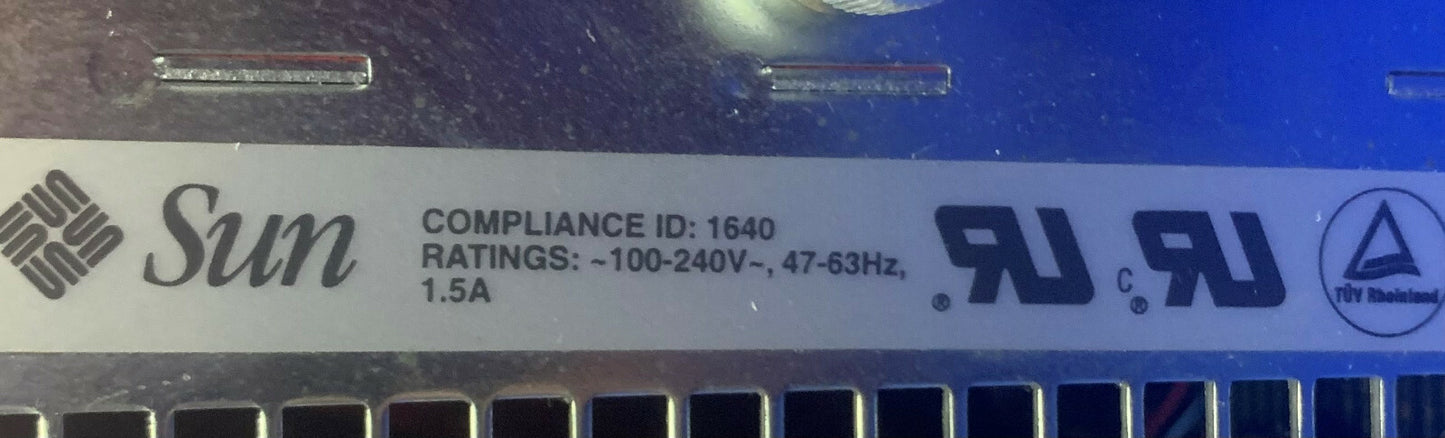 Sun
COMPLIANCE ID: 1640
RATINGS: ~100-240V~, 47-63Hz,
1.5A
®
C ®
TÜV Rheinland